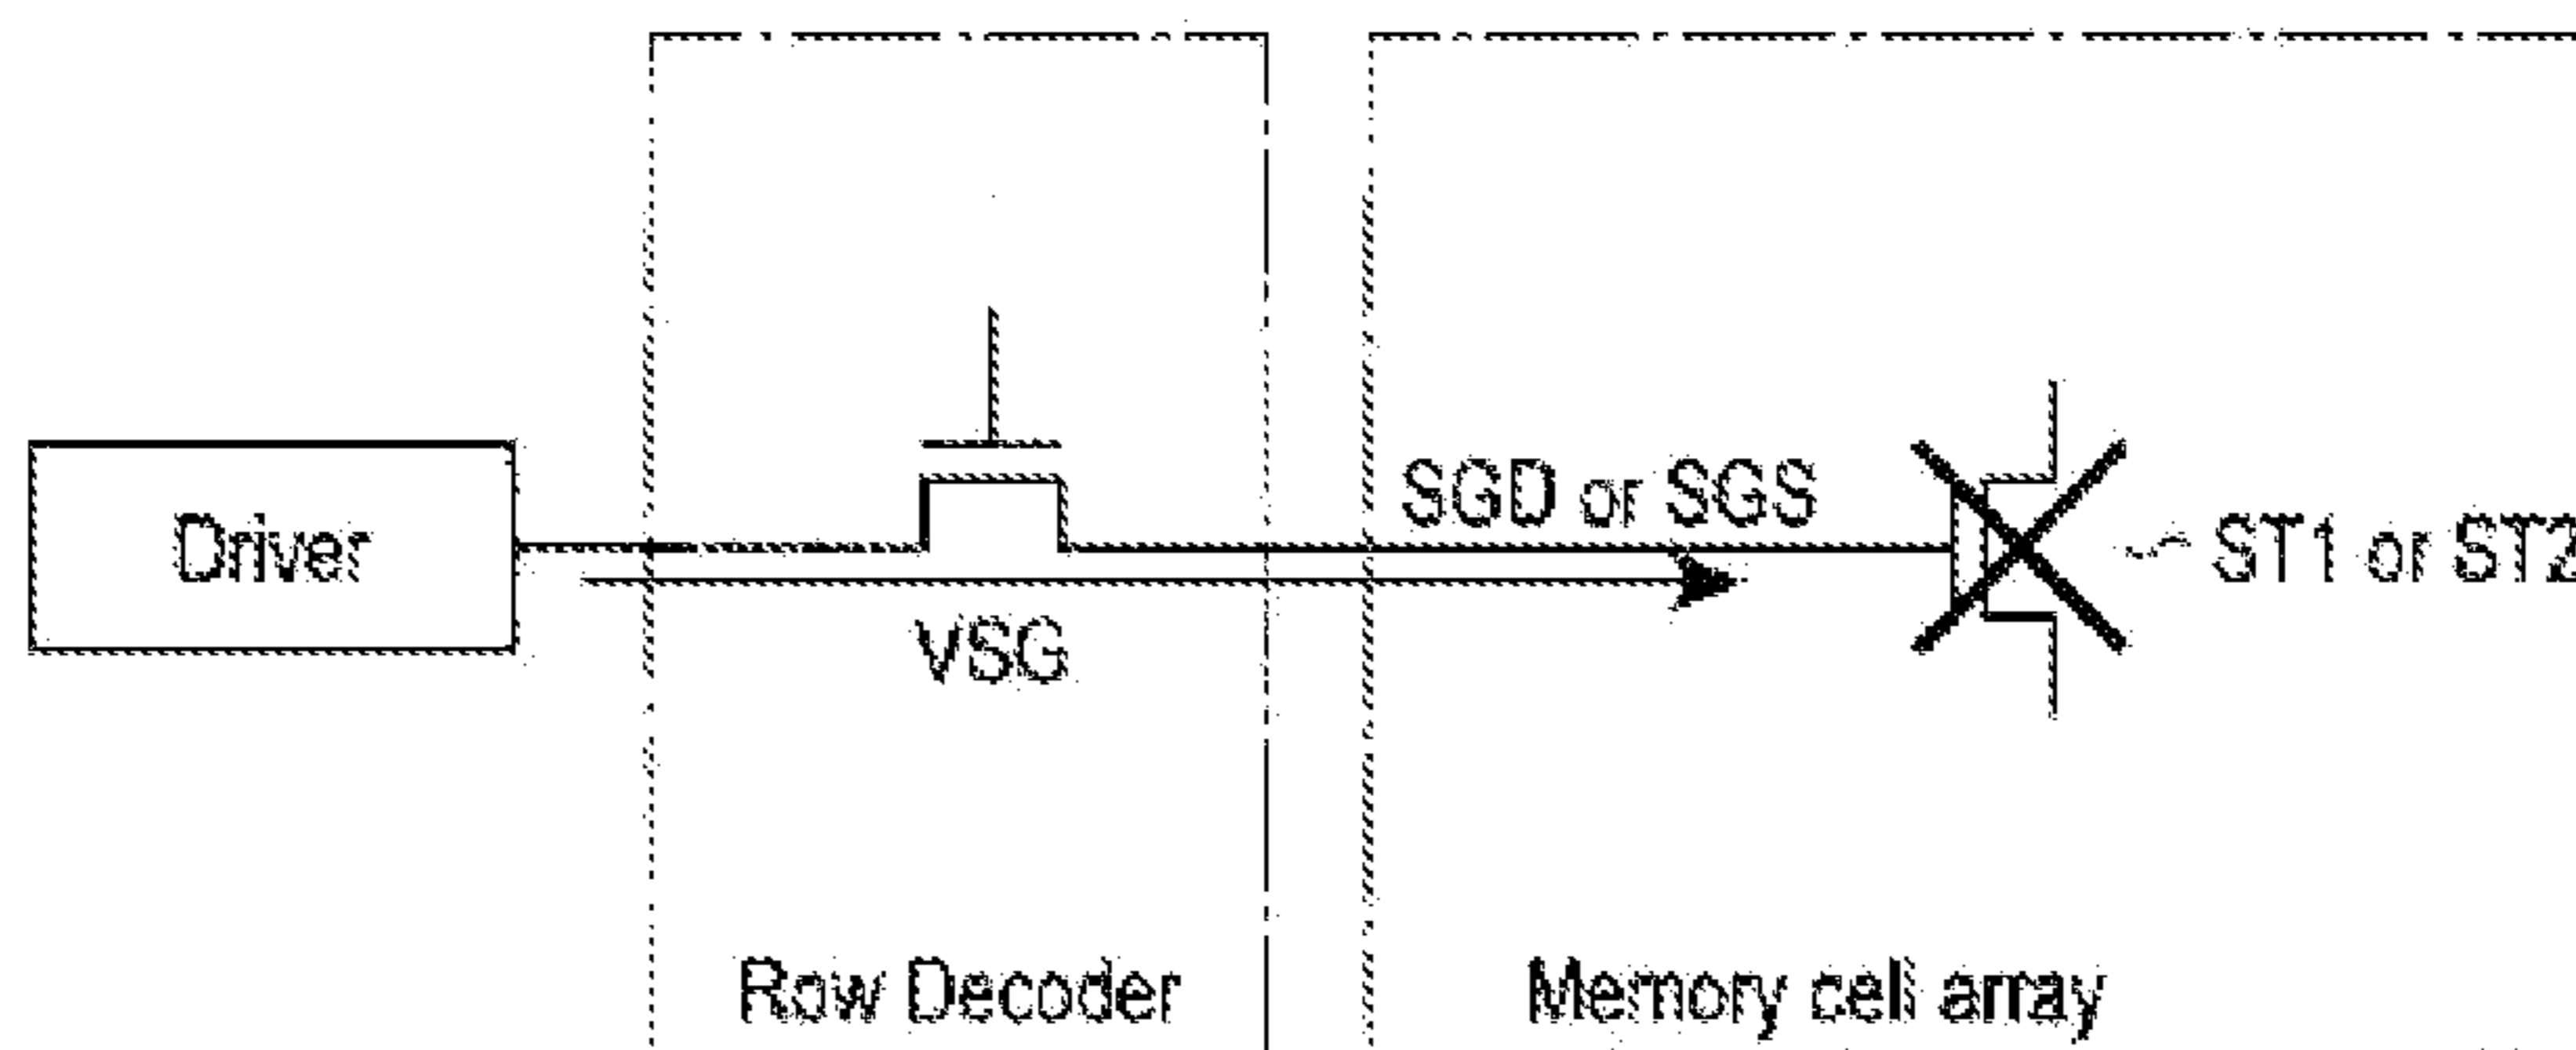 SGD or SGS
Driver
ST1 or ST2
VSG
Row Decoder
Memory cell array